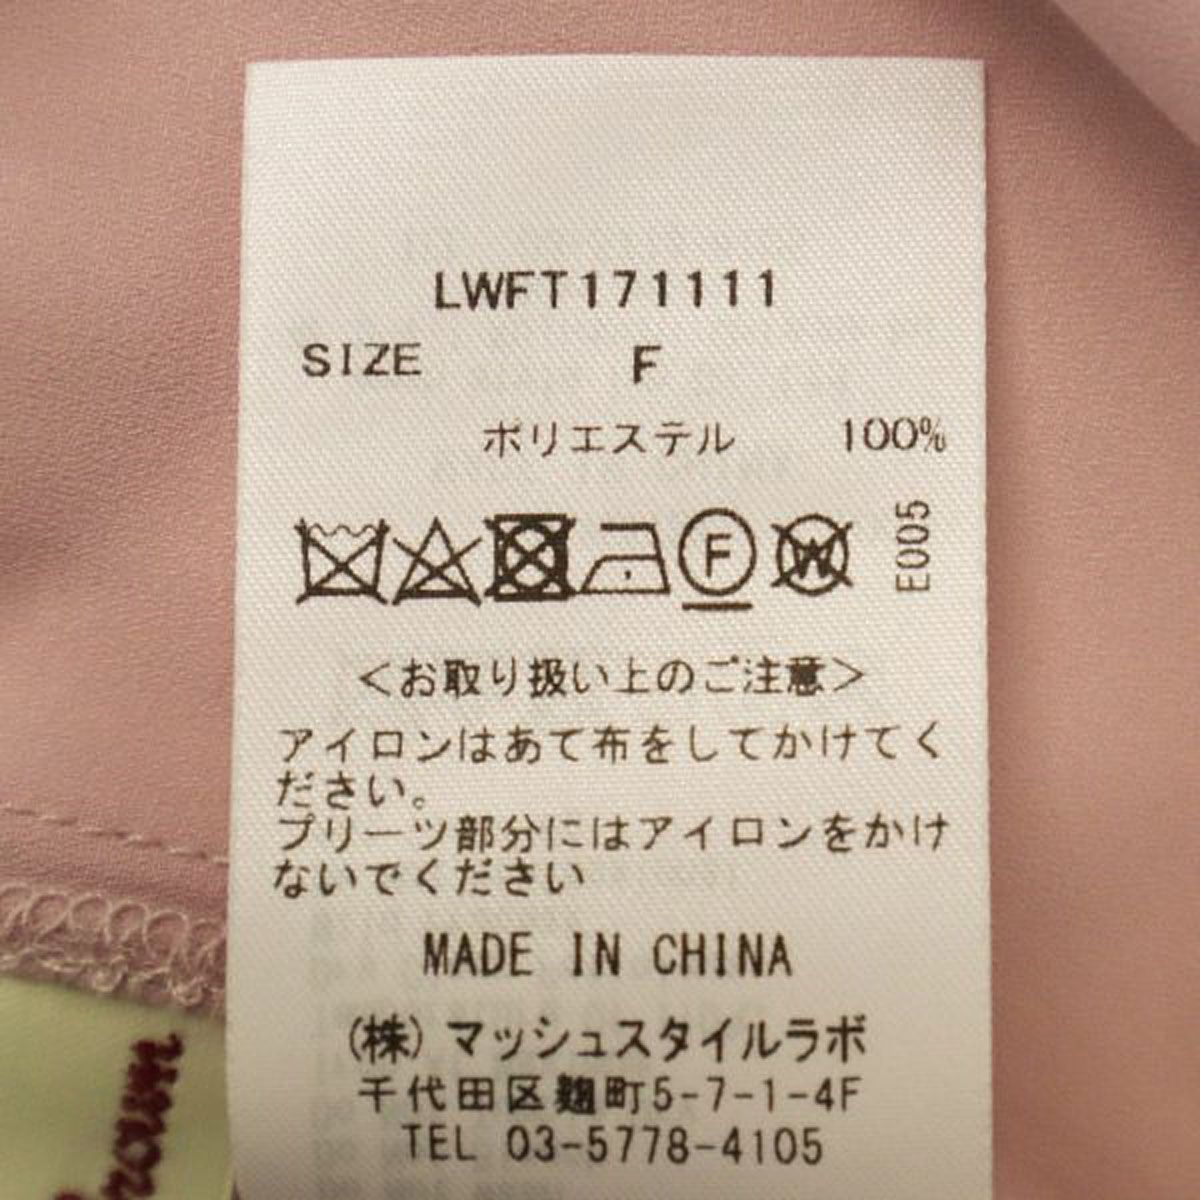 LWFT171111
SIZE F
ポリエステル 100%
F W E005
<お取り扱い上のご注意>
アイロンはあて布をしてかけてく
ださい。
プリーツ部分にはアイロンをかけ
ないでください
MADE IN CHINA
(株)マッシュスタイルラボ
千代田区麹町5-7-1-4F
TEL 03-5778-4105